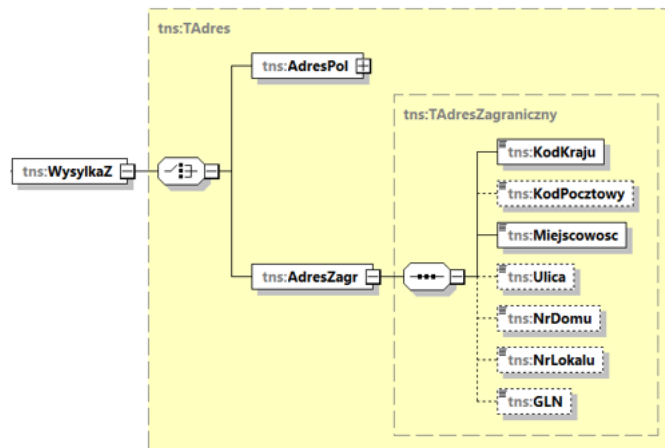 tns:TAdres
tns:AdresPol
tns:TAdresZagraniczny
tns:KodKraju
tns:WysylkaZ
tns:KodPocztowy
tns:Miejscowosc
tns:AdresZagr
tns:Ulica
tns:NrDomu
tns:NrLokalu
tns:GLN